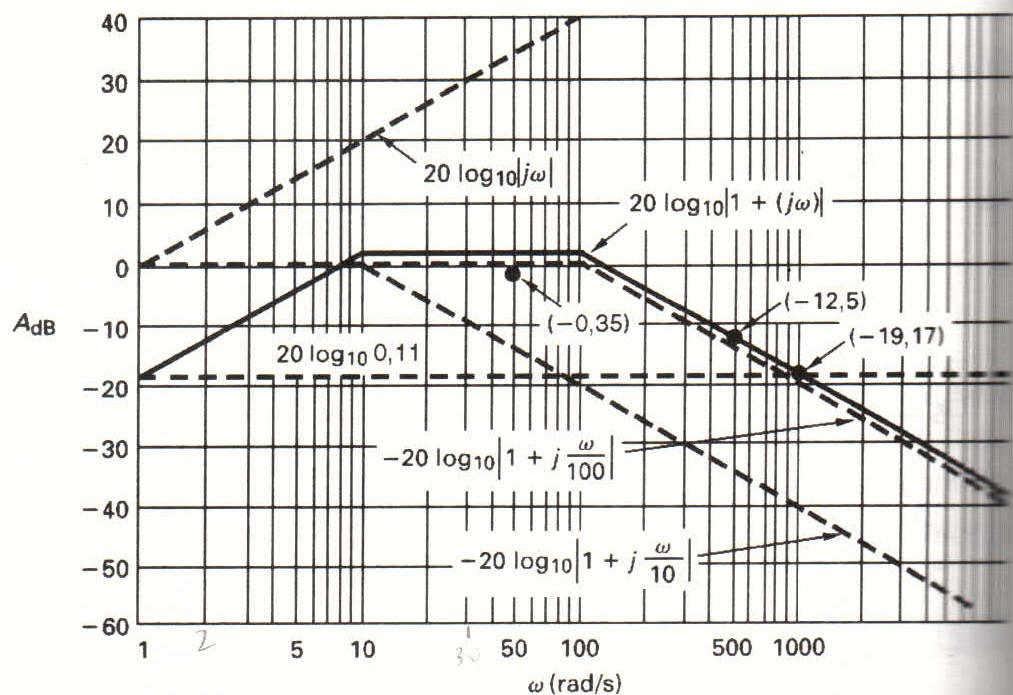 40
30
20
10
0
−10
−20
−30
−40
−50
−60
A_dB
20 log₁₀|jω|
20 log₁₀|1 + (jω)|
(−0,35)
(−12,5)
(−19,17)
20 log₁₀ 0,11
−20 log₁₀|1 + j ω/100|
−20 log₁₀|1 + j ω/10|
1 2 5 10 30 50 100 500 1000
ω (rad/s)